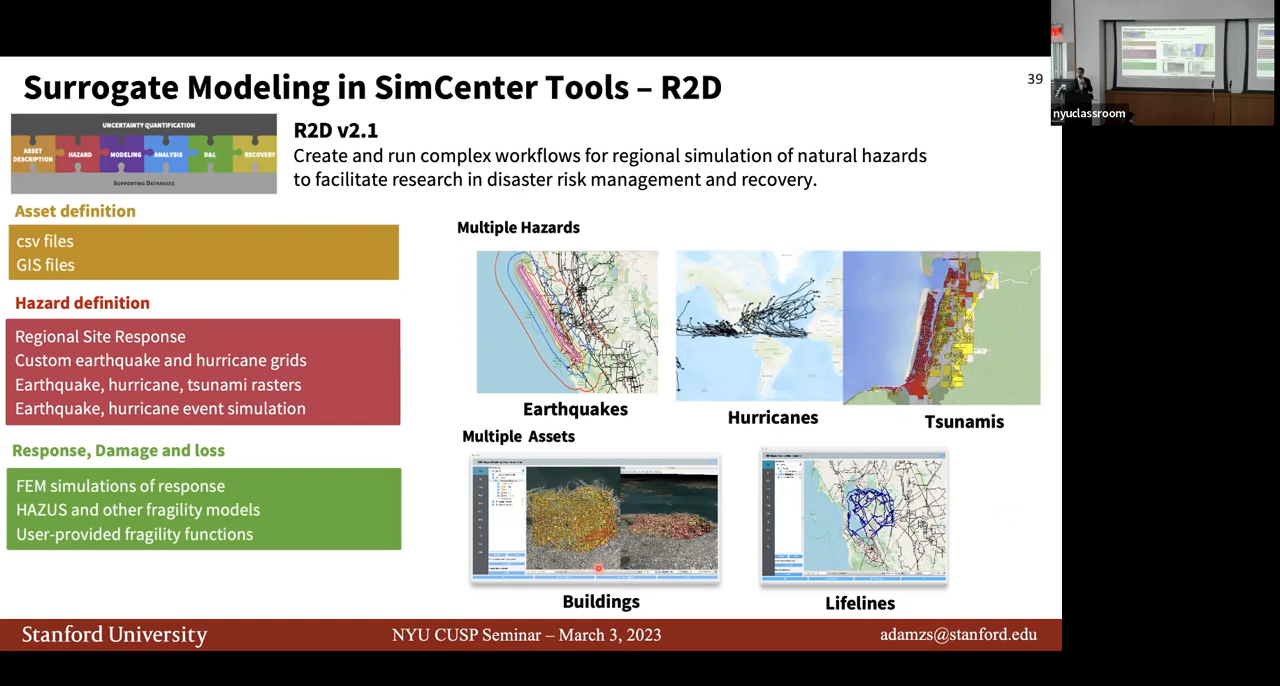 Surrogate Modeling in SimCenter Tools – R2D
39
nyuclassroom
UNCERTAINTY QUANTIFICATION
ASSET DESCRIPTION
HAZARD
MODELING
ANALYSIS
D&L
RECOVERY
SUPPORTING DATABASES
R2D v2.1
Create and run complex workflows for regional simulation of natural hazards
to facilitate research in disaster risk management and recovery.
Asset definition
csv files
GIS files
Hazard definition
Regional Site Response
Custom earthquake and hurricane grids
Earthquake, hurricane, tsunami rasters
Earthquake, hurricane event simulation
Response, Damage and loss
FEM simulations of response
HAZUS and other fragility models
User-provided fragility functions
Multiple Hazards
Earthquakes
Hurricanes
Tsunamis
Multiple Assets
Buildings
Lifelines
Stanford University
NYU CUSP Seminar – March 3, 2023
adamzs@stanford.edu